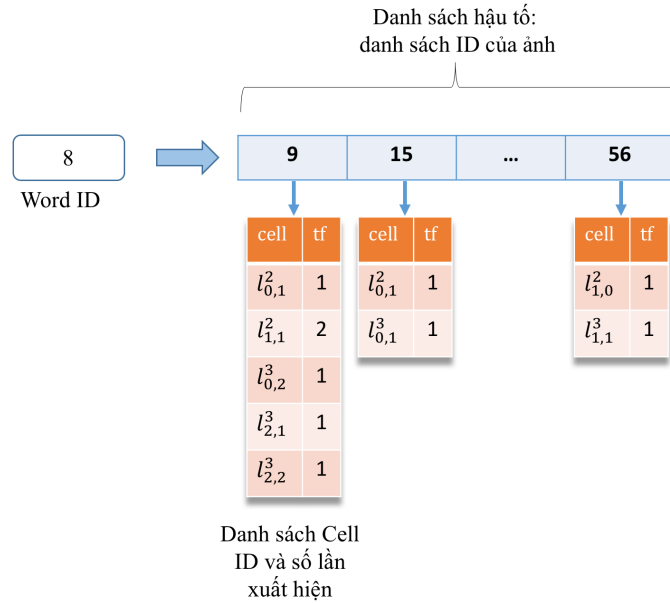 Danh sách hậu tố:
danh sách ID của ảnh
8
Word ID
9 15 ... 56
cell tf
l²₀,₁ 1
l²₁,₁ 2
l³₀,₂ 1
l³₂,₁ 1
l³₂,₂ 1
cell tf
l²₀,₁ 1
l³₀,₁ 1
cell tf
l²₁,₀ 1
l³₁,₁ 1
Danh sách Cell
ID và số lần
xuất hiện